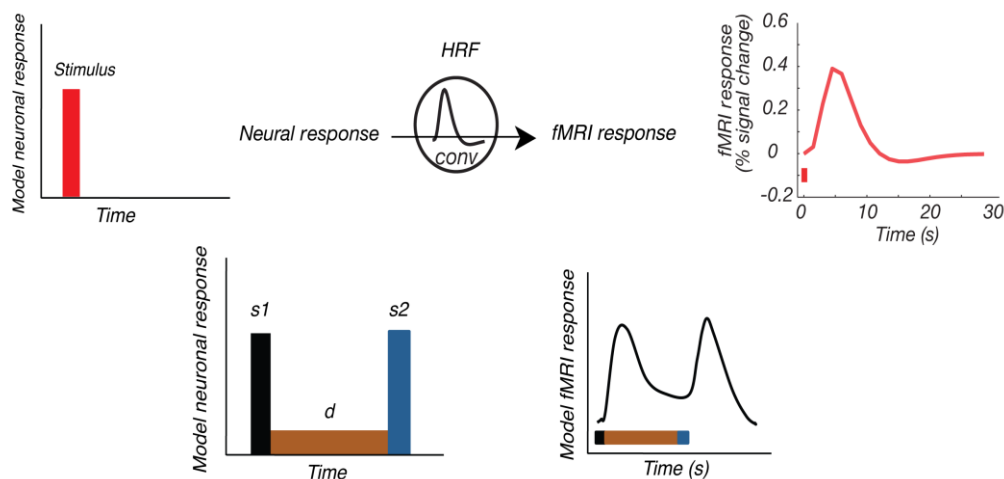 Model neuronal response
Stimulus
Time
HRF
Neural response
conv
fMRI response
fMRI response
(% signal change)
0.6
0.4
0.2
0
-0.2
0
10
20
30
Time (s)
Model neuronal response
s1
s2
d
Time
Model fMRI response
Time (s)